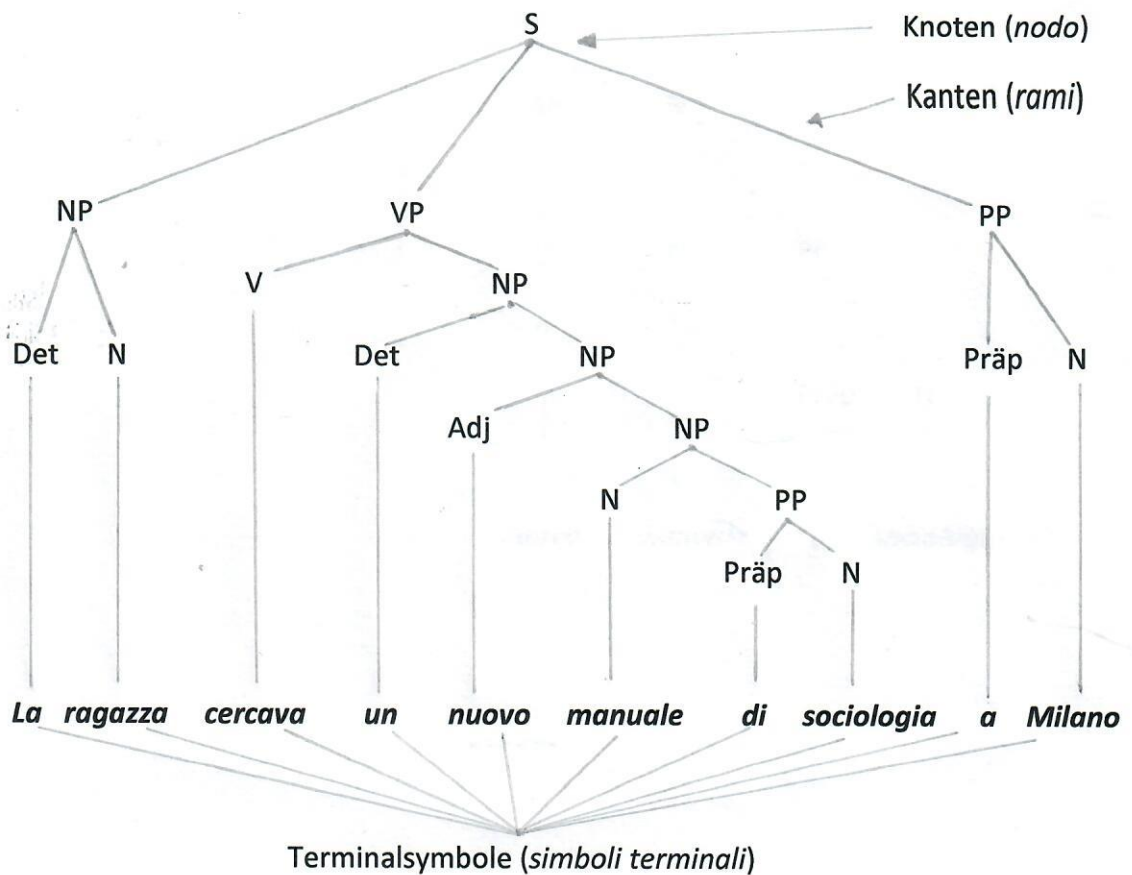 S
Knoten (nodo)
Kanten (rami)
NP VP PP
V NP
Det N Det NP Präp N
Adj NP
N PP
Präp N
La ragazza cercava un nuovo manuale di sociologia a Milano
Terminalsymbole (simboli terminali)